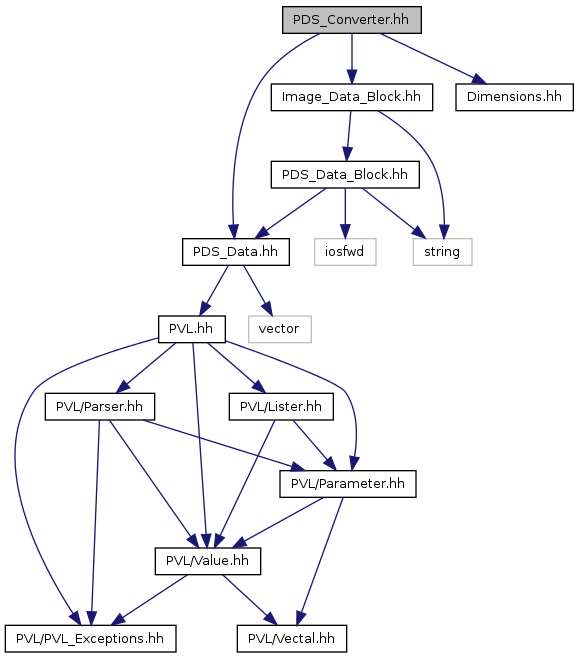 PDS_Converter.hh
Image_Data_Block.hh
Dimensions.hh
PDS_Data_Block.hh
PDS_Data.hh
iosfwd
string
PVL.hh
vector
PVL/Parser.hh
PVL/Lister.hh
PVL/Parameter.hh
PVL/Value.hh
PVL/PVL_Exceptions.hh
PVL/Vectal.hh